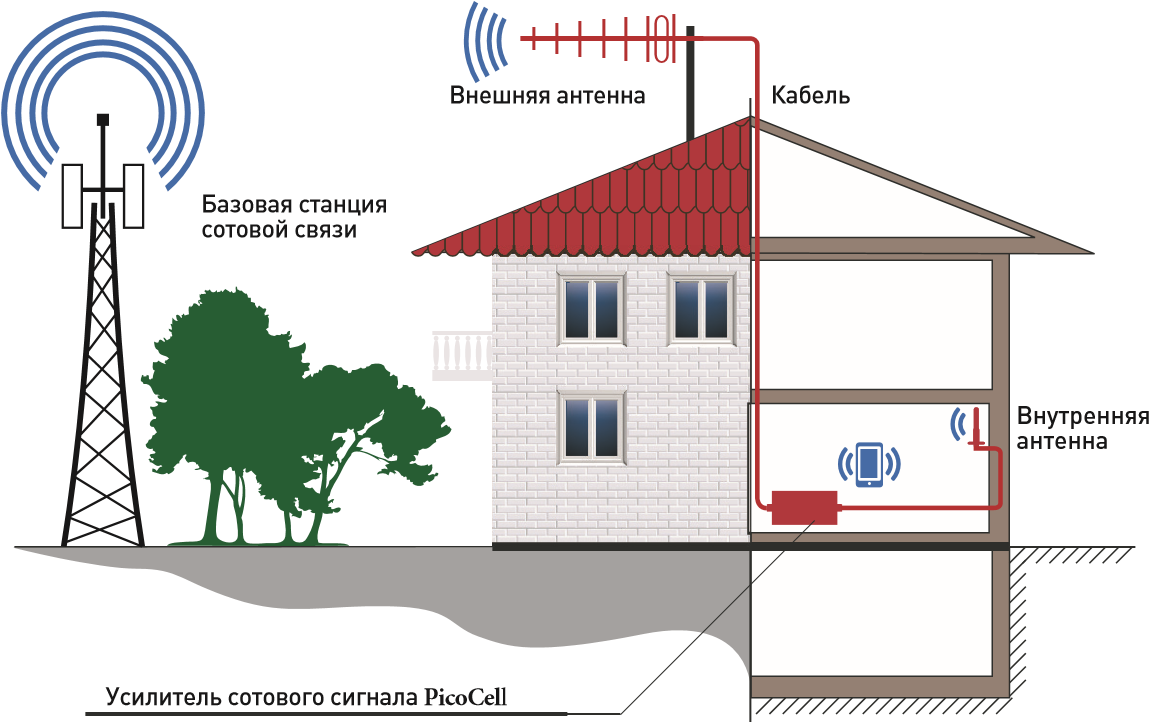 Внешняя антенна
Кабель
Базовая станция
сотовой связи
Внутренняя
антенна
Усилитель сотового сигнала PicoCell